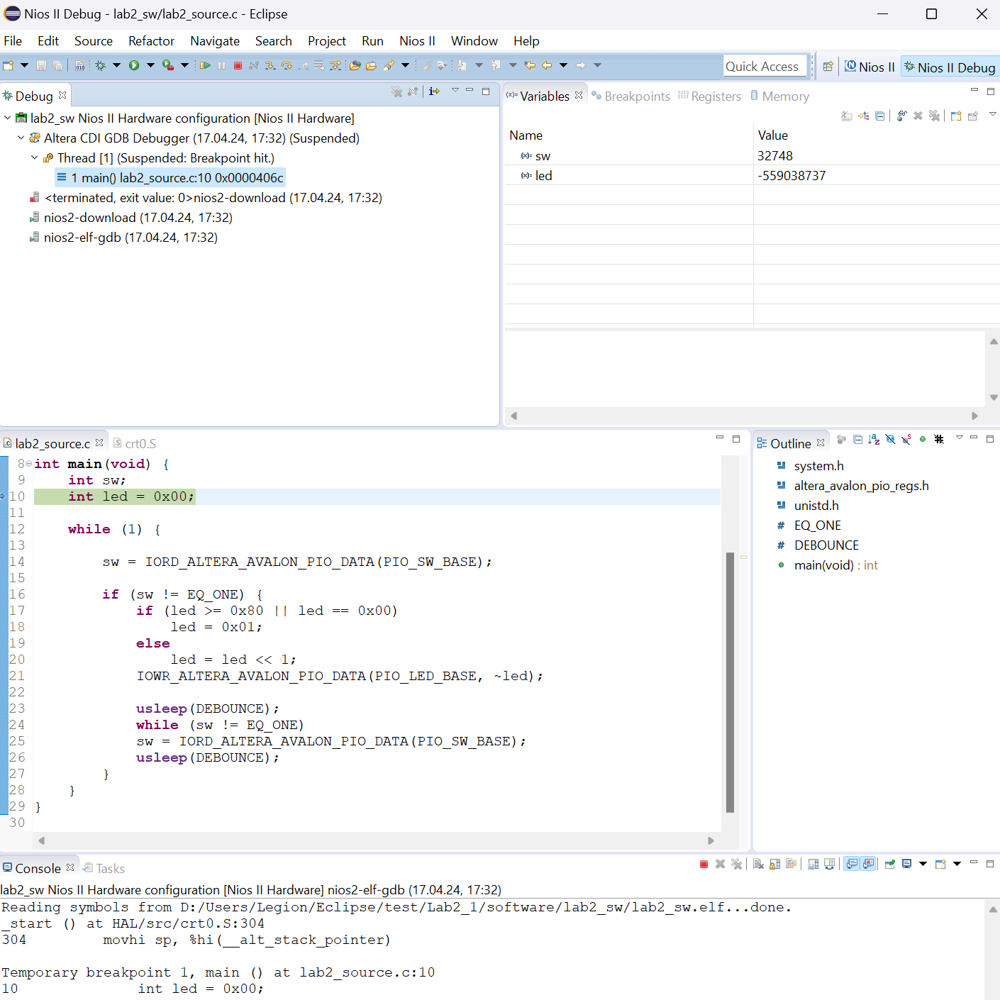 Nios II Debug - lab2_sw/lab2_source.c - Eclipse
File Edit Source Refactor Navigate Search Project Run Nios II Window Help
Quick Access
Nios II
Nios II Debug
Debug
lab2_sw Nios II Hardware configuration [Nios II Hardware]
Altera CDI GDB Debugger (17.04.24, 17:32) (Suspended)
Thread [1] (Suspended: Breakpoint hit.)
1 main() lab2_source.c:10 0x0000406c
<terminated, exit value: 0>nios2-download (17.04.24, 17:32)
nios2-download (17.04.24, 17:32)
nios2-elf-gdb (17.04.24, 17:32)
Variables Breakpoints Registers Memory
Name Value
sw 32748
led -559038737
lab2_source.c crt0.S
8 int main(void) {
9 int sw;
10 int led = 0x00;
11
12 while (1) {
13
14 sw = IORD_ALTERA_AVALON_PIO_DATA(PIO_SW_BASE);
15
16 if (sw != EQ_ONE) {
17 if (led >= 0x80 || led == 0x00)
18 led = 0x01;
19 else
20 led = led << 1;
21 IOWR_ALTERA_AVALON_PIO_DATA(PIO_LED_BASE, ~led);
22
23 usleep(DEBOUNCE);
24 while (sw != EQ_ONE)
25 sw = IORD_ALTERA_AVALON_PIO_DATA(PIO_SW_BASE);
26 usleep(DEBOUNCE);
27 }
28 }
29 }
30
Outline
system.h
altera_avalon_pio_regs.h
unistd.h
# EQ_ONE
# DEBOUNCE
main(void) : int
Console Tasks
lab2_sw Nios II Hardware configuration [Nios II Hardware] nios2-elf-gdb (17.04.24, 17:32)
Reading symbols from D:/Users/Legion/Eclipse/test/Lab2_1/software/lab2_sw/lab2_sw.elf...done.
_start () at HAL/src/crt0.S:304
304 movhi sp, %hi(__alt_stack_pointer)
Temporary breakpoint 1, main () at lab2_source.c:10
10 int led = 0x00;